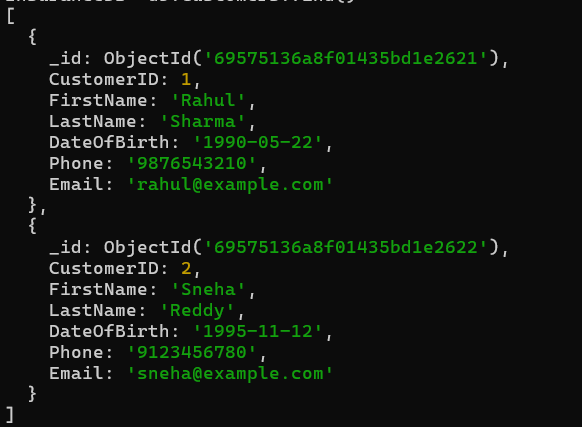 [
  {
    _id: ObjectId('69575136a8f01435bd1e2621'),
    CustomerID: 1,
    FirstName: 'Rahul',
    LastName: 'Sharma',
    DateOfBirth: '1990-05-22',
    Phone: '9876543210',
    Email: 'rahul@example.com'
  },
  {
    _id: ObjectId('69575136a8f01435bd1e2622'),
    CustomerID: 2,
    FirstName: 'Sneha',
    LastName: 'Reddy',
    DateOfBirth: '1995-11-12',
    Phone: '9123456780',
    Email: 'sneha@example.com'
  }
]